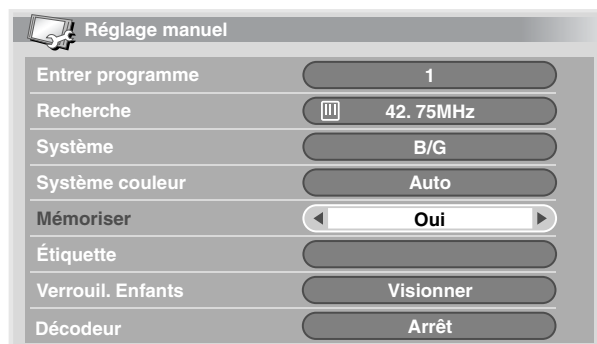 Réglage manuel
Entrer programme 1
Recherche 42. 75MHz
Système B/G
Système couleur Auto
Mémoriser Oui
Étiquette
Verrouil. Enfants Visionner
Décodeur Arrêt